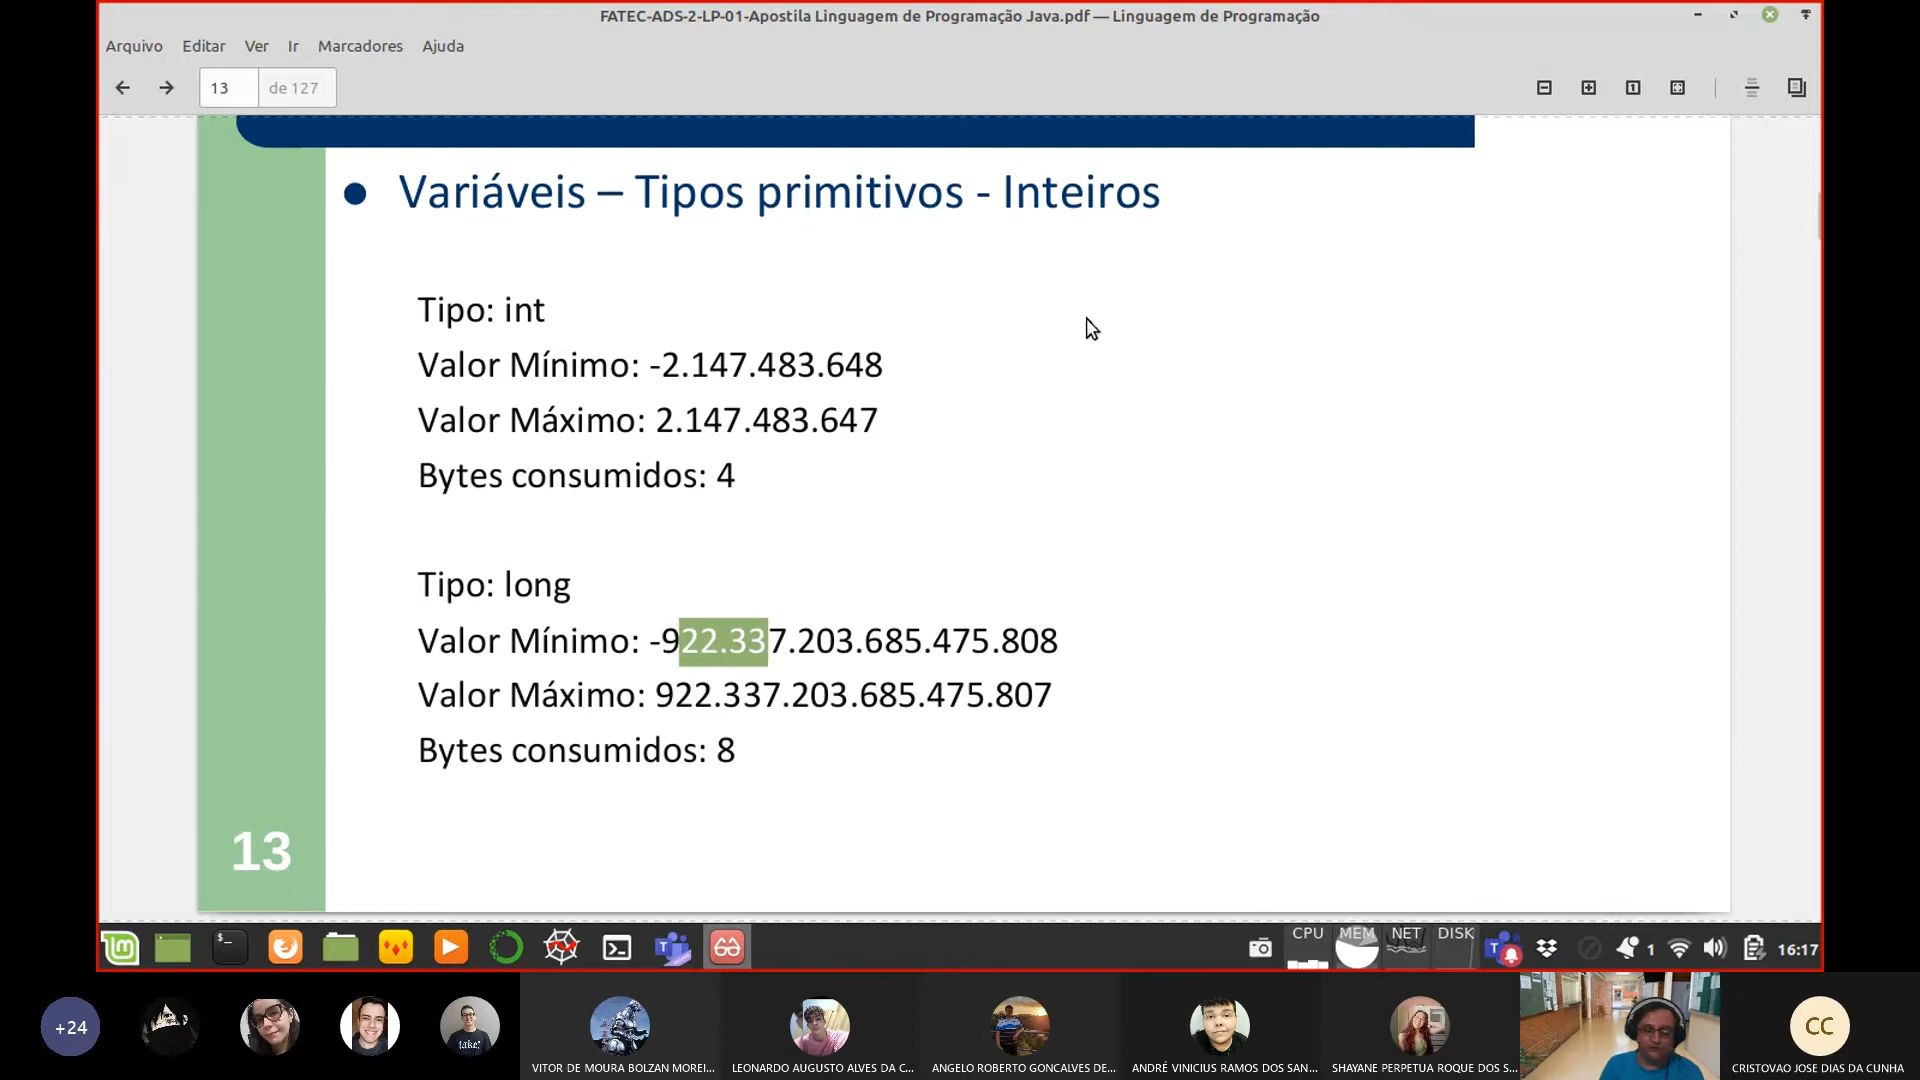 FATEC-ADS-2-LP-01-Apostila Linguagem de Programação Java.pdf — Linguagem de Programação
Arquivo Editar Ver Ir Marcadores Ajuda
13 de 127
Variáveis – Tipos primitivos - Inteiros
Tipo: int
Valor Mínimo: -2.147.483.648
Valor Máximo: 2.147.483.647
Bytes consumidos: 4
Tipo: long
Valor Mínimo: -922.337.203.685.475.808
Valor Máximo: 922.337.203.685.475.807
Bytes consumidos: 8
13
CPU MEM NET DISK
1 16:17
+24
take!
CC
VITOR DE MOURA BOLZAN MOREI...
LEONARDO AUGUSTO ALVES DA C...
ANGELO ROBERTO GONCALVES DE...
ANDRÉ VINICIUS RAMOS DOS SAN...
SHAYANE PERPETUA ROQUE DOS S...
CRISTOVAO JOSE DIAS DA CUNHA